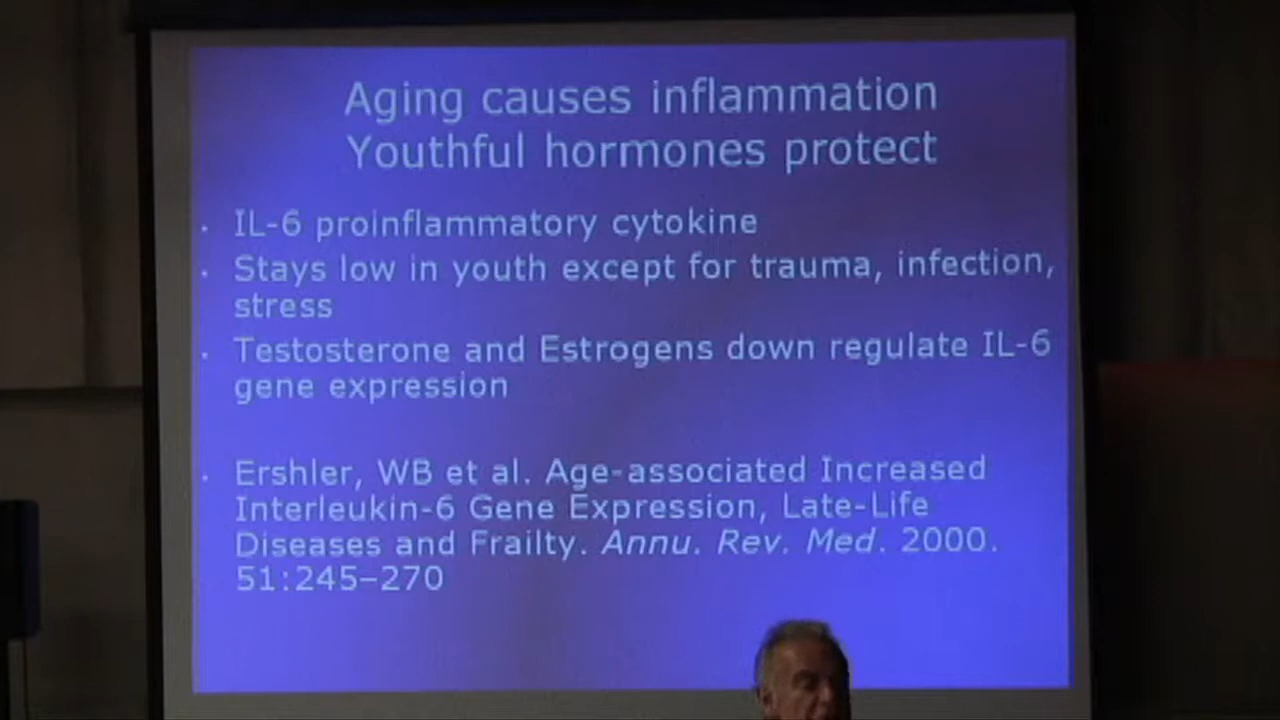 Aging causes inflammation
Youthful hormones protect
· IL-6 proinflammatory cytokine
· Stays low in youth except for trauma, infection,
stress
· Testosterone and Estrogens down regulate IL-6
gene expression
· Ershler, WB et al. Age-associated Increased
Interleukin-6 Gene Expression, Late-Life
Diseases and Frailty. Annu. Rev. Med. 2000.
51:245–270